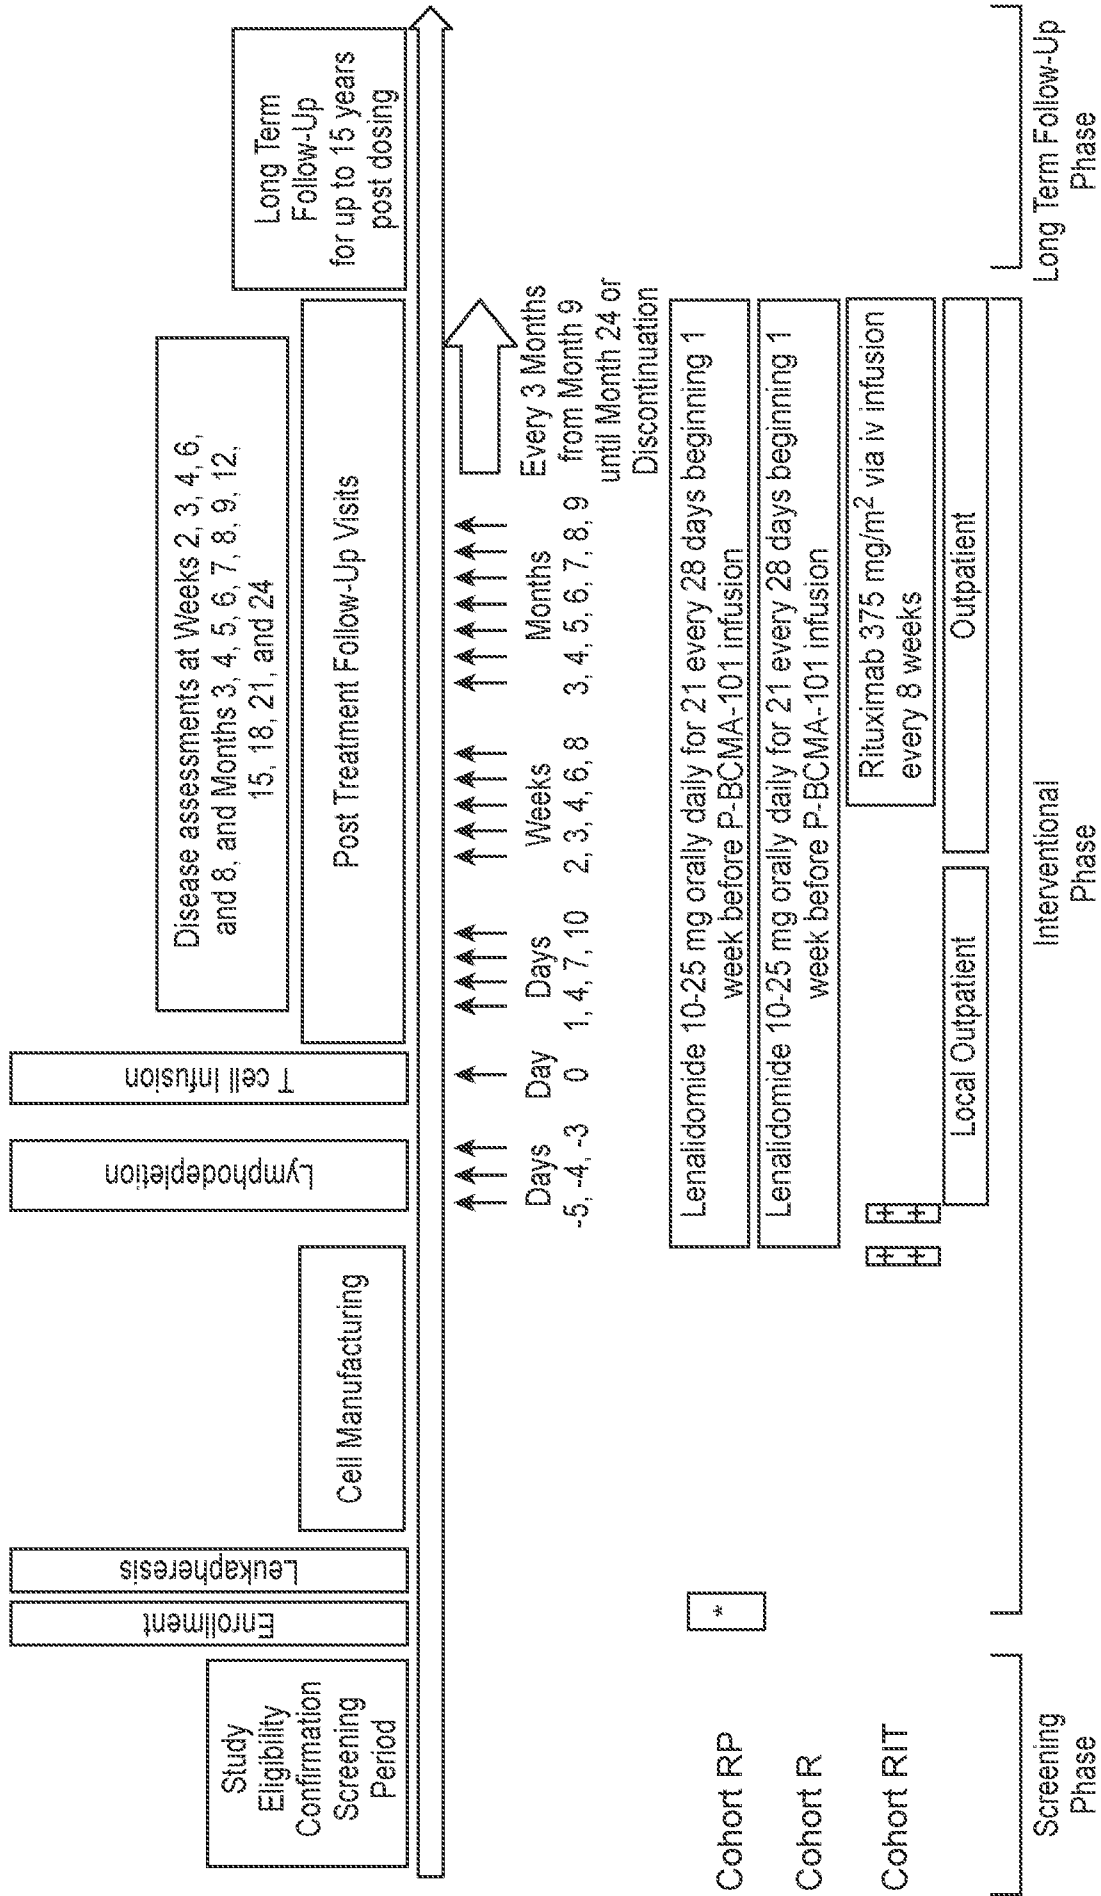 Study
Eligibility
Confirmation
Screening
Period
Enrollment
Leukapheresis
Cell Manufacturing
Lymphodepletion
T cell Infusion
Disease assessments at Weeks 2, 3, 4, 6,
and 8, and Months 3, 4, 5, 6, 7, 8, 9, 12,
15, 18, 21, and 24
Post Treatment Follow-Up Visits
Long Term
Follow-Up
for up to 15 years
post dosing
Days
-5, -4, -3
Day
0
Days
1, 4, 7, 10
Weeks
2, 3, 4, 6, 8
Months
3, 4, 5, 6, 7, 8, 9
Every 3 Months
from Month 9
until Month 24 or
Discontinuation
Cohort RP
*
Lenalidomide 10-25 mg orally daily for 21 every 28 days beginning 1
week before P-BCMA-101 infusion
Cohort R
Lenalidomide 10-25 mg orally daily for 21 every 28 days beginning 1
week before P-BCMA-101 infusion
Cohort RIT
‡
‡
Rituximab 375 mg/m² via iv infusion
every 8 weeks
Local Outpatient
Outpatient
Screening
Phase
Interventional
Phase
Long Term Follow-Up
Phase